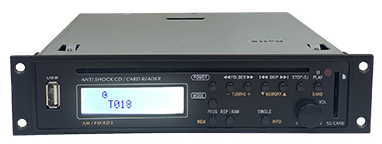 ANTI SHOCK CD / CARD READER
POWER
◄◄ FOLDER ►►
I◄◄ SKIP ►►I
STOP/EJ
PLAY
USB
- TUNING +
▼ MEMORY ▲
BAND
T018
MODE
VOL
PROG
REP / RAN
SINGLE
AM / FM RDS
MEM
INFO
SD CARD